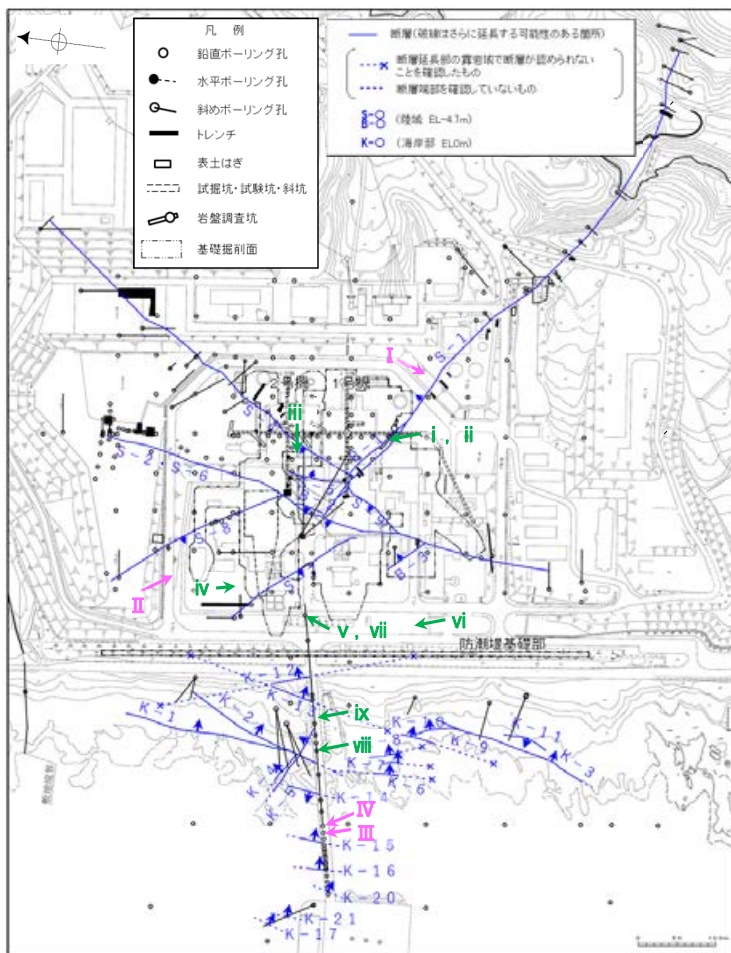 凡 例
鉛直ボーリング孔
水平ボーリング孔
斜めボーリング孔
トレンチ
表土はぎ
試掘坑・試験坑・斜坑
岩盤調査坑
基礎掘削面
断層(破線はさらに延長する可能性のある箇所)
断層延長部の露岩域で断層が認められない
ことを確認したもの
断層端部を確認していないもの
S-○
B-○
(陸域 EL-4.7m)
K-○
(海岸部 EL0m)
I
S-1
2号機
1号機
iii
i , ii
S-2 , S-6
S-9
S-8
B-3
II
iv
v , vii
vi
防潮堤基礎部
K-12
K-1
K-2
ix
K-10
K-11
K-9
K-3
viii
K-7
K-6
K-4
K-5
K-14
IV
III
K-15
K-16
K-20
K-21
K-17